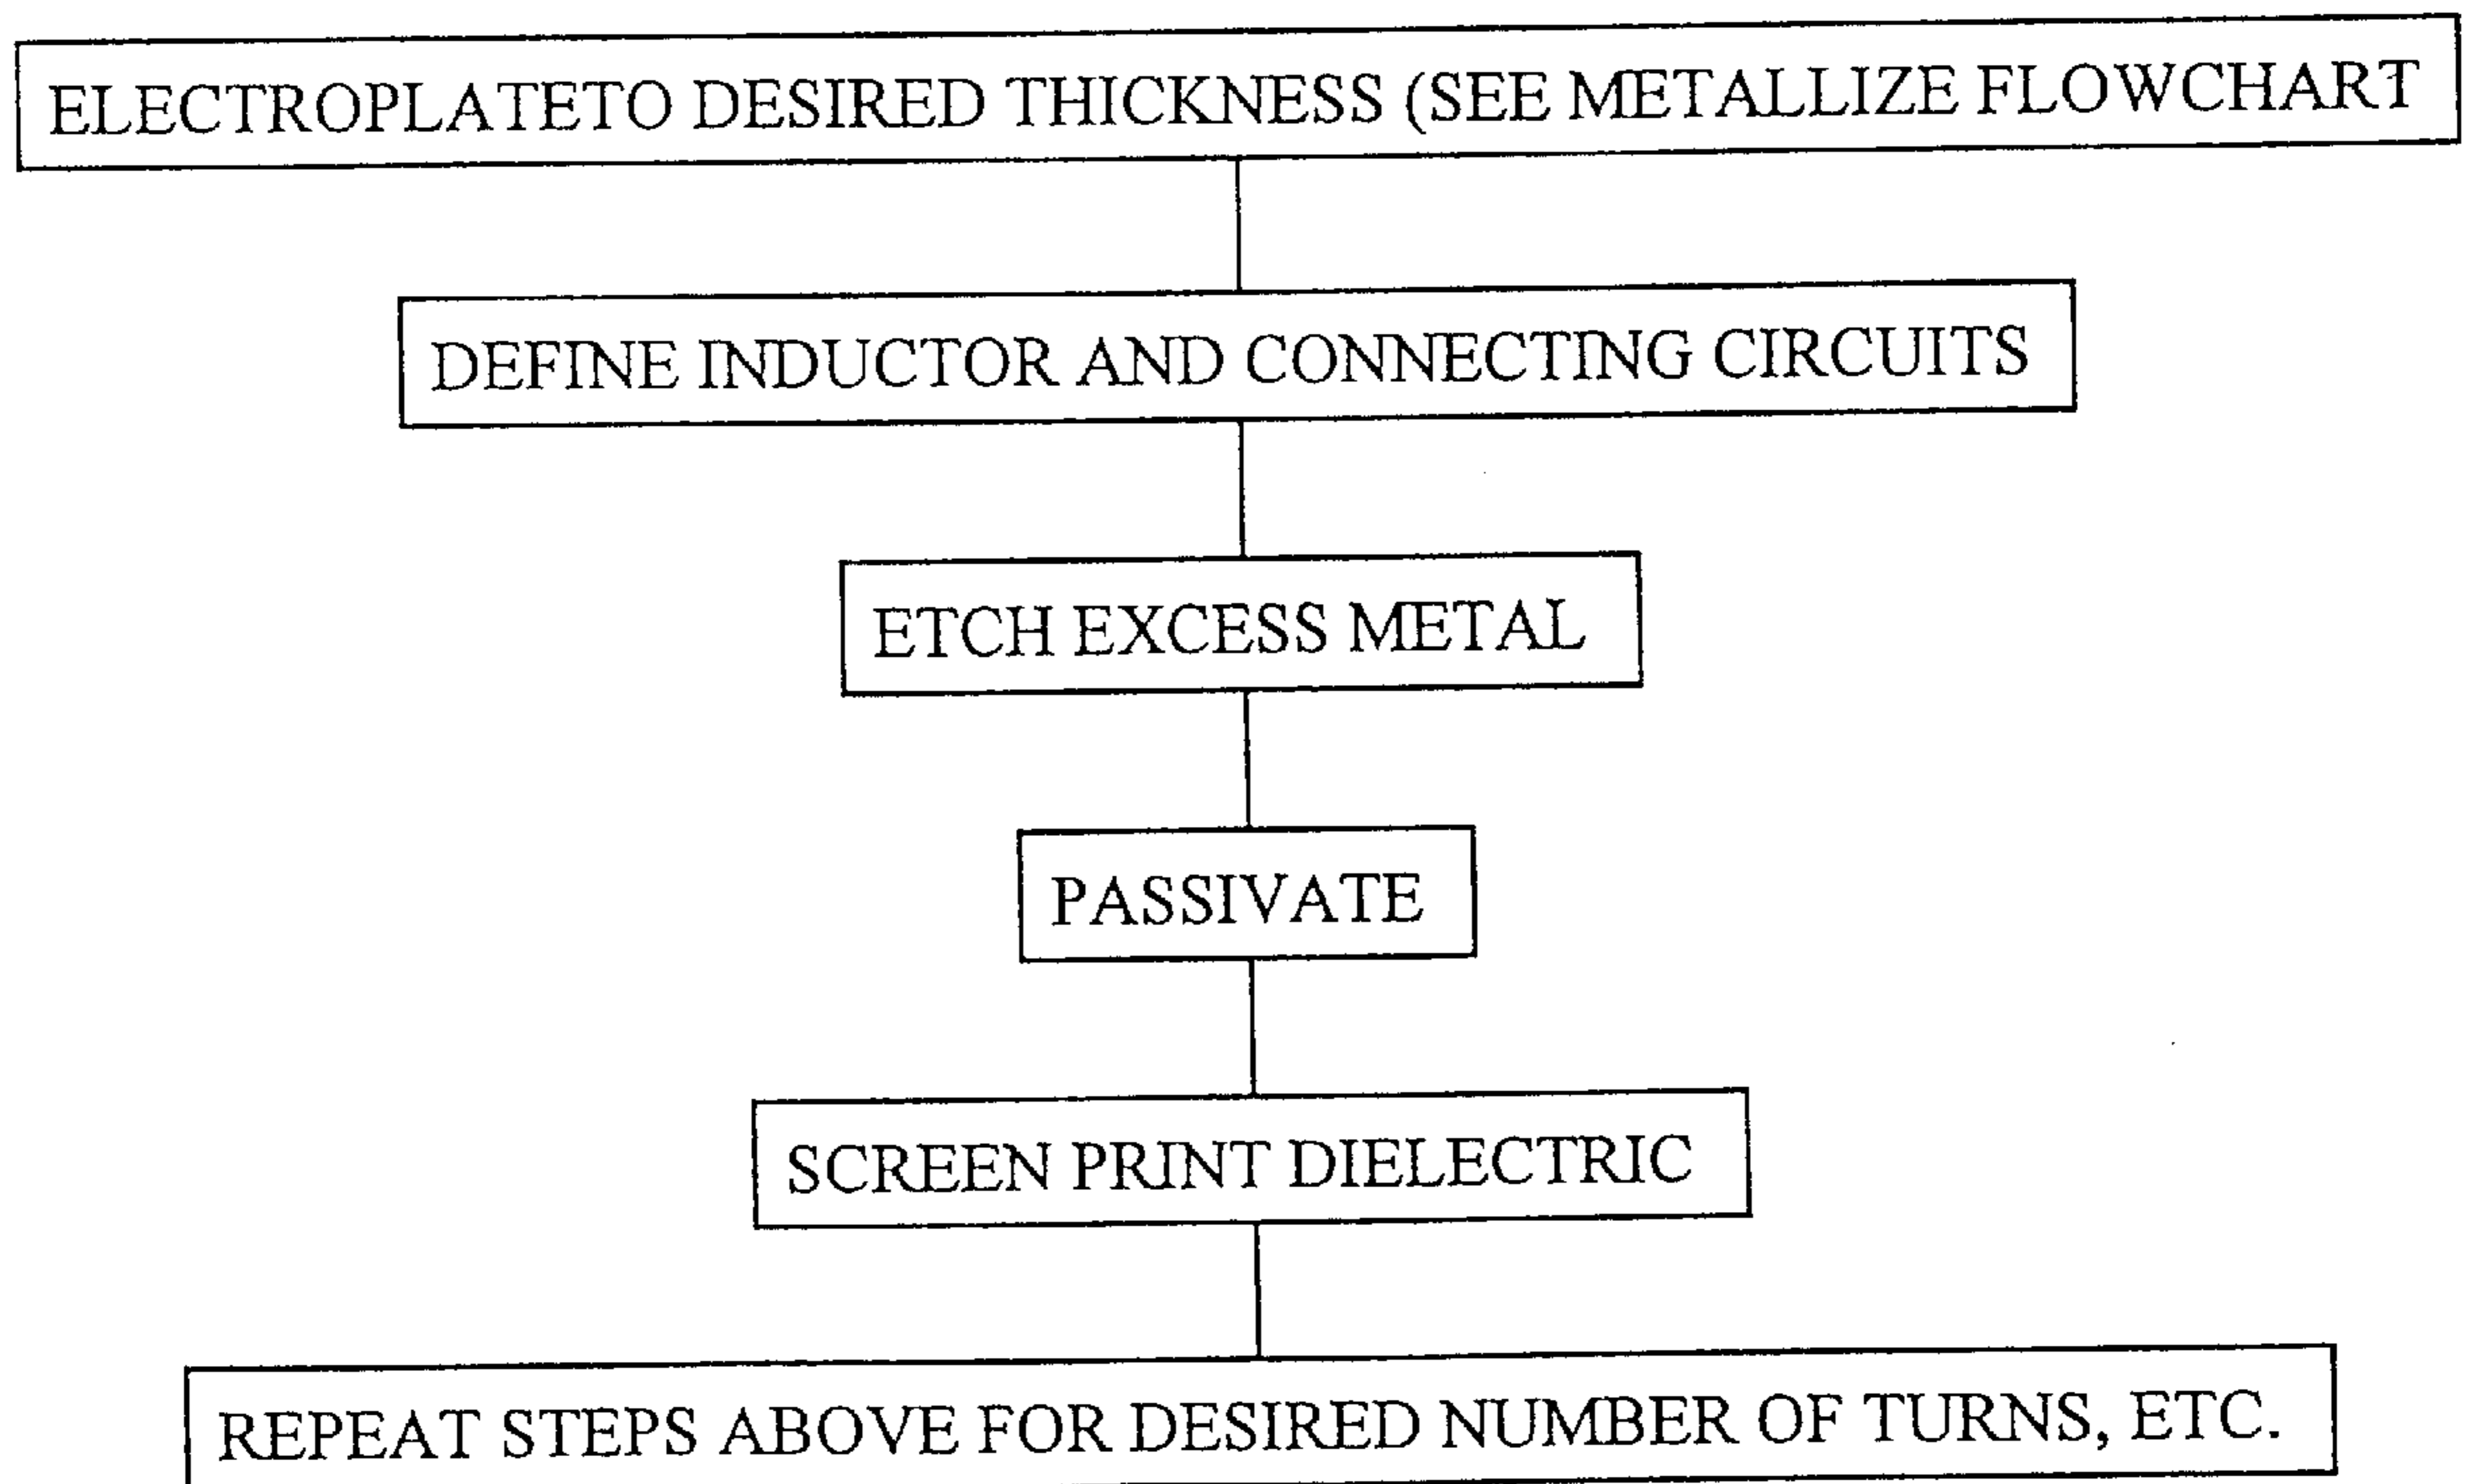 ELECTROPLATETO DESIRED THICKNESS (SEE METALLIZE FLOWCHART
DEFINE INDUCTOR AND CONNECTING CIRCUITS
ETCH EXCESS METAL
PASSIVATE
SCREEN PRINT DIELECTRIC
REPEAT STEPS ABOVE FOR DESIRED NUMBER OF TURNS, ETC.